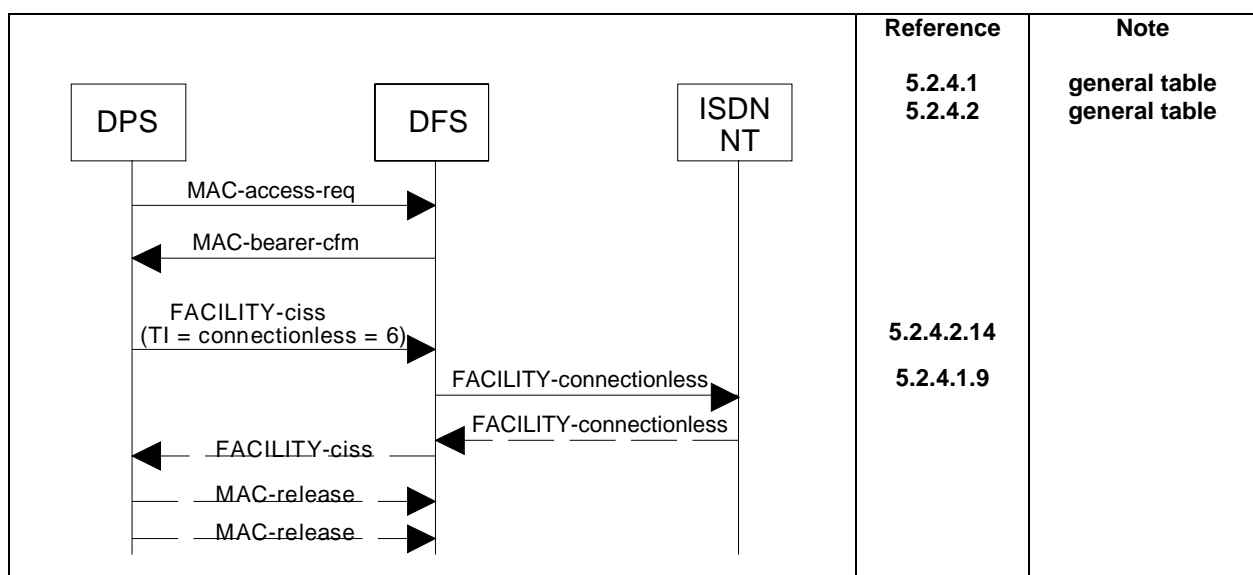 Reference Note
5.2.4.1 general table
5.2.4.2 general table
DPS DFS ISDN
NT
MAC-access-req
MAC-bearer-cfm
FACILITY-ciss
(TI = connectionless = 6) 5.2.4.2.14
FACILITY-connectionless 5.2.4.1.9
FACILITY-connectionless
FACILITY-ciss
MAC-release
MAC-release